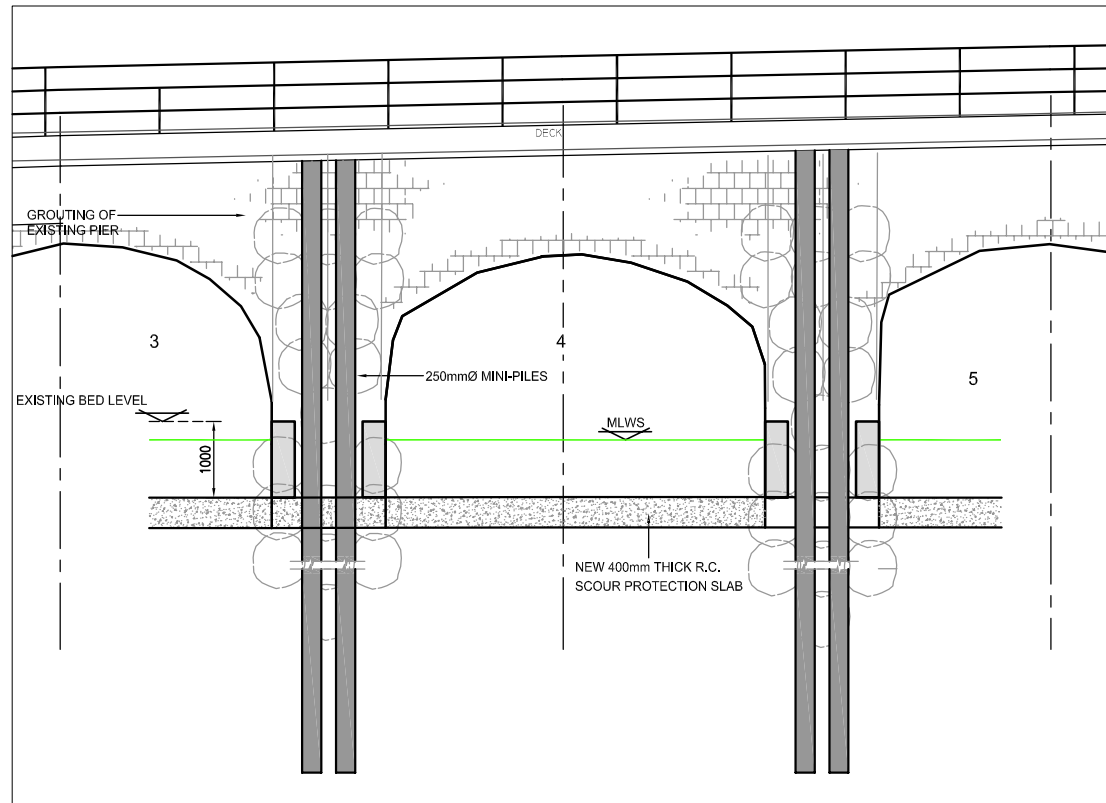 DECK
GROUTING OF
EXISTING PIER
3
4
250mmØ MINI-PILES
5
EXISTING BED LEVEL
MLWS
1000
NEW 400mm THICK R.C.
SCOUR PROTECTION SLAB